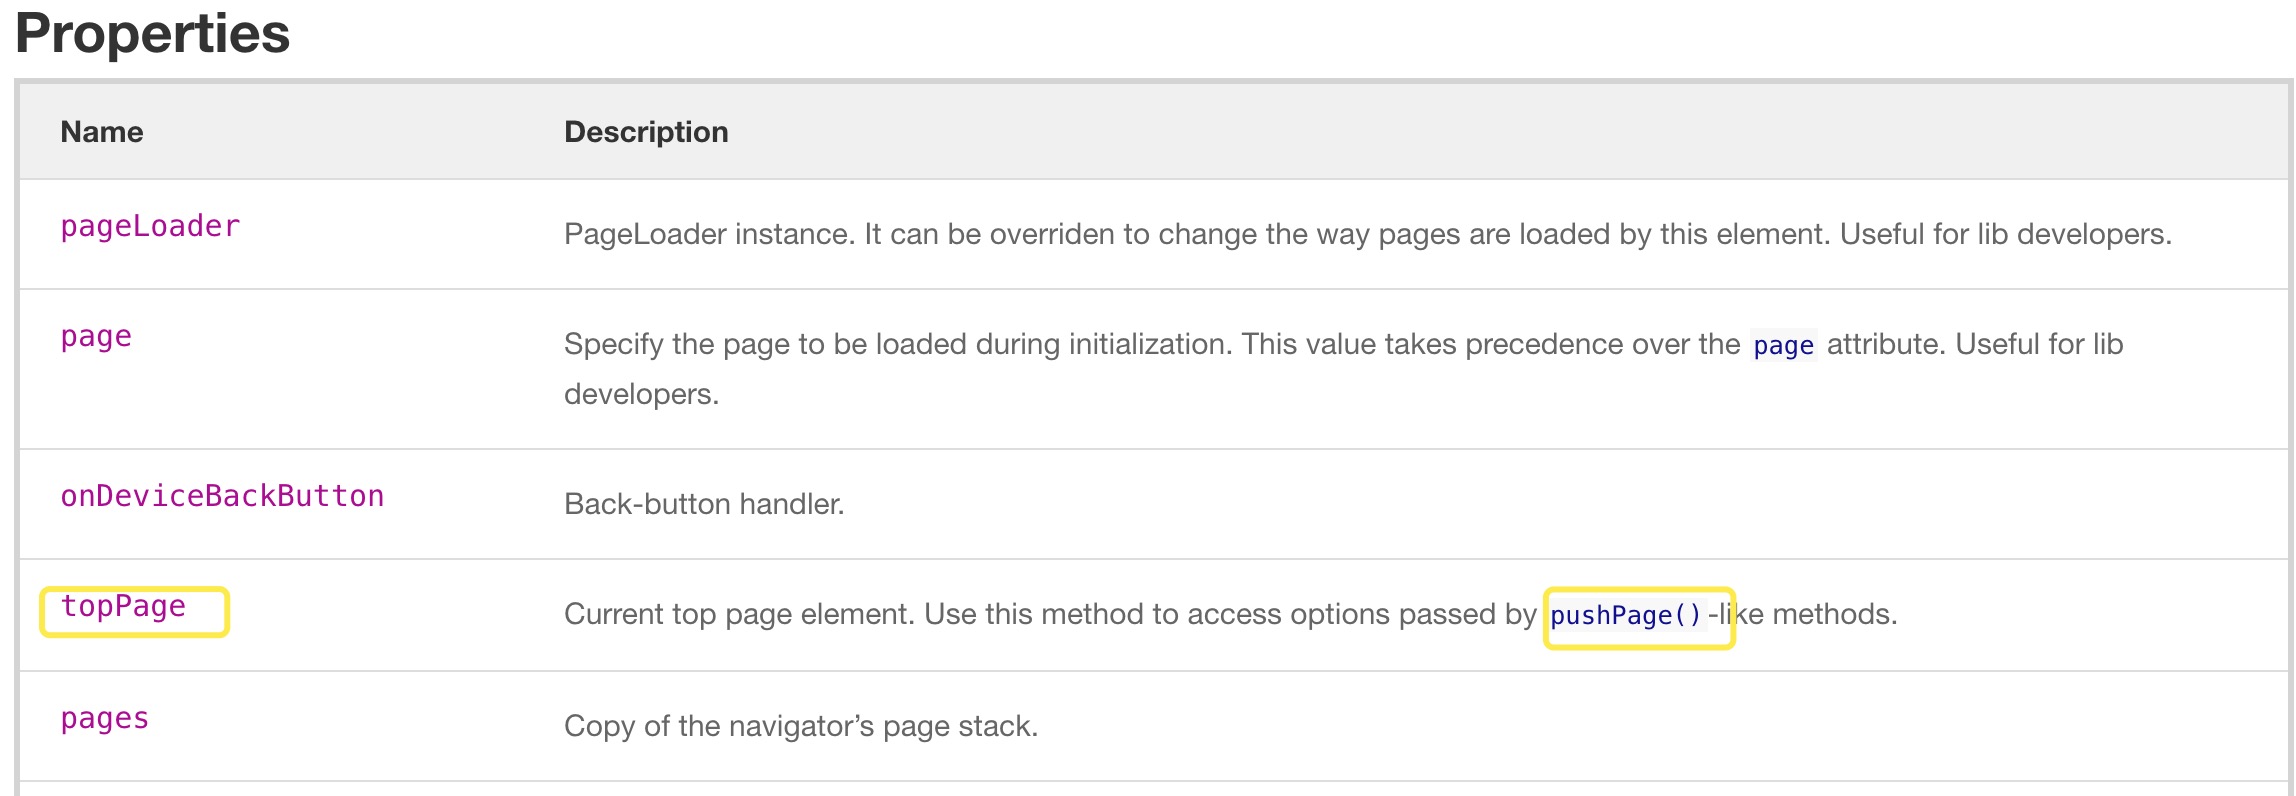 Properties
Name Description
pageLoader PageLoader instance. It can be overriden to change the way pages are loaded by this element. Useful for lib developers.
page Specify the page to be loaded during initialization. This value takes precedence over the page attribute. Useful for lib
developers.
onDeviceBackButton Back-button handler.
topPage Current top page element. Use this method to access options passed by pushPage()-like methods.
pages Copy of the navigator’s page stack.